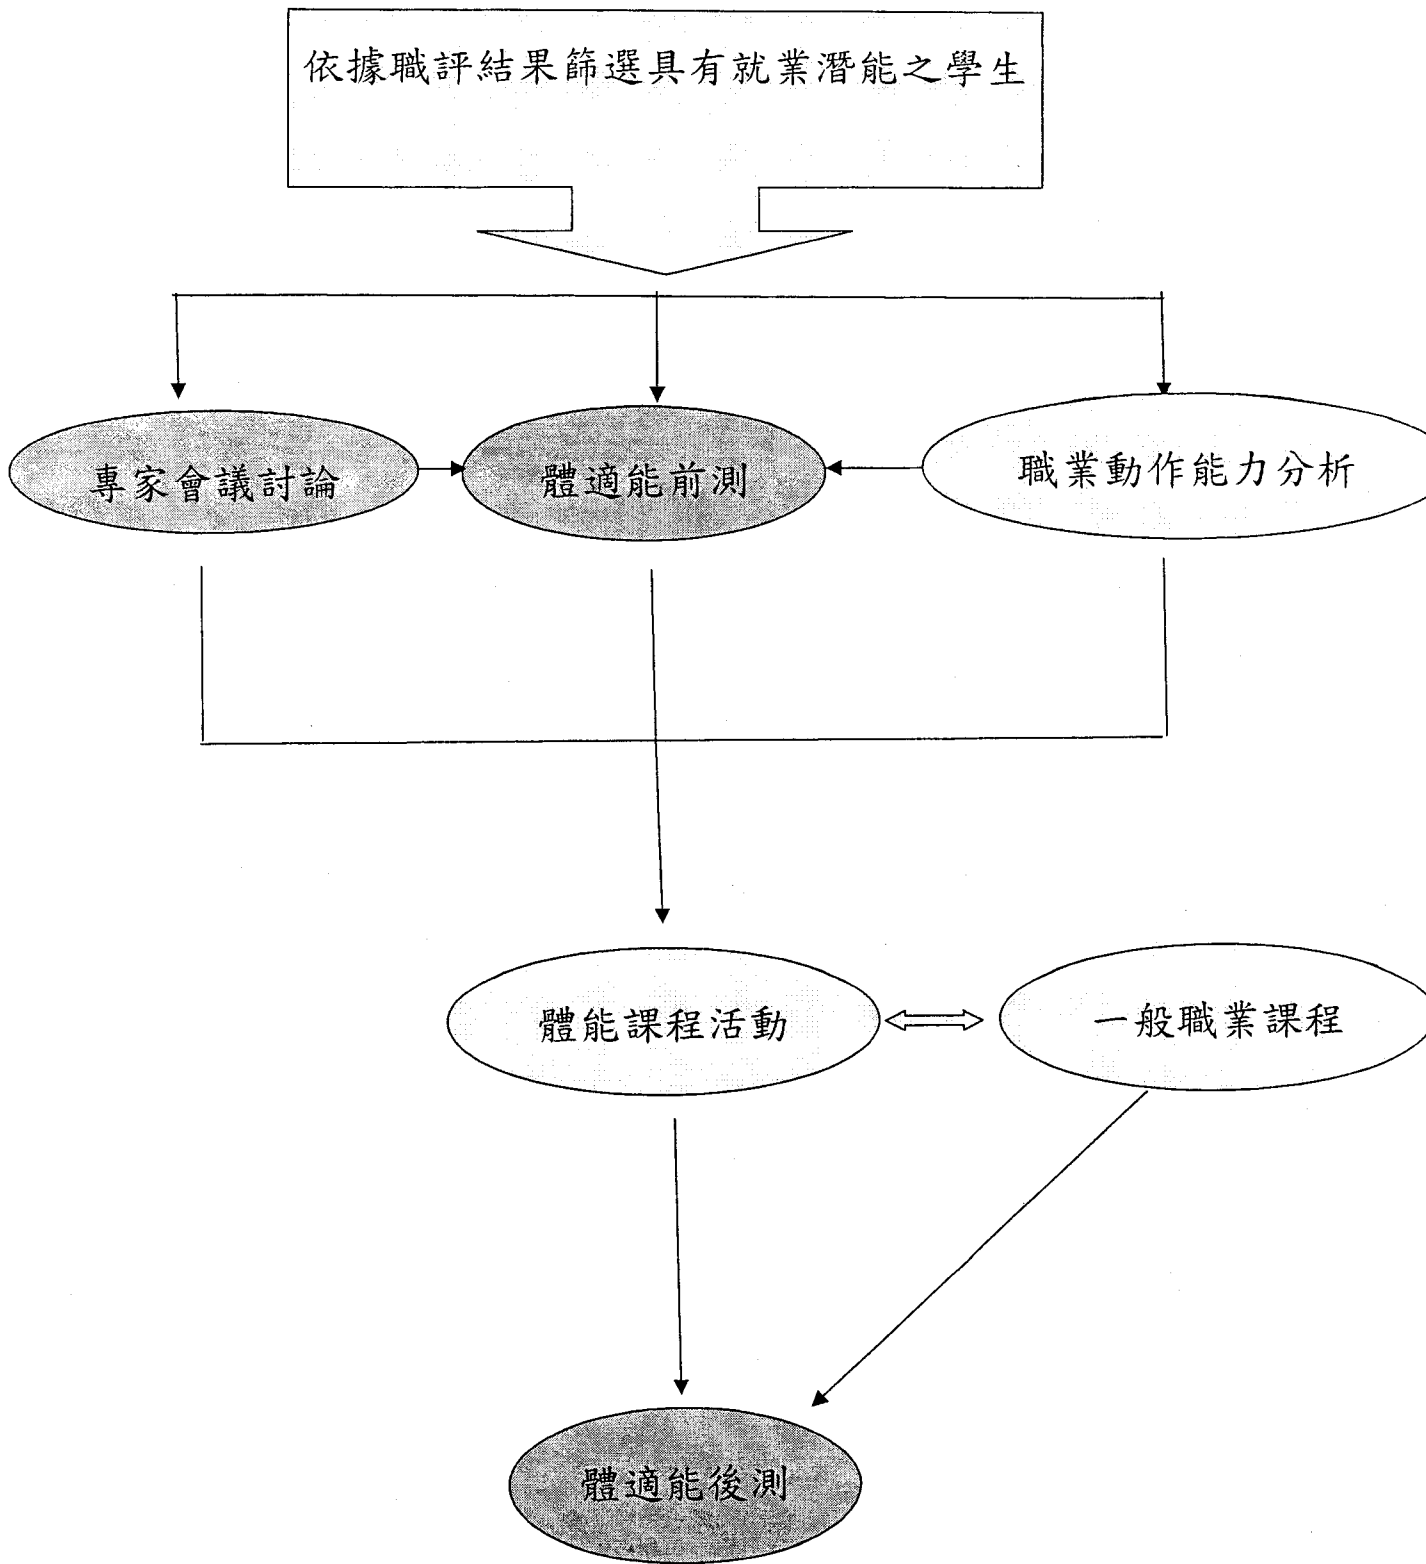 依據職評結果篩選具有就業潛能之學生
專家會議討論
體適能前測
職業動作能力分析
體能課程活動
一般職業課程
體適能後測